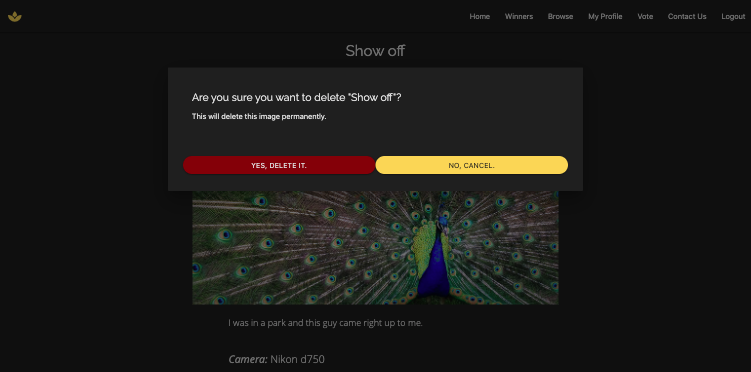 Home Winners Browse My Profile Vote Contact Us Logout
Show off
Are you sure you want to delete "Show off"?
This will delete this image permanently.
YES, DELETE IT. NO, CANCEL.
I was in a park and this guy came right up to me.
Camera: Nikon d750